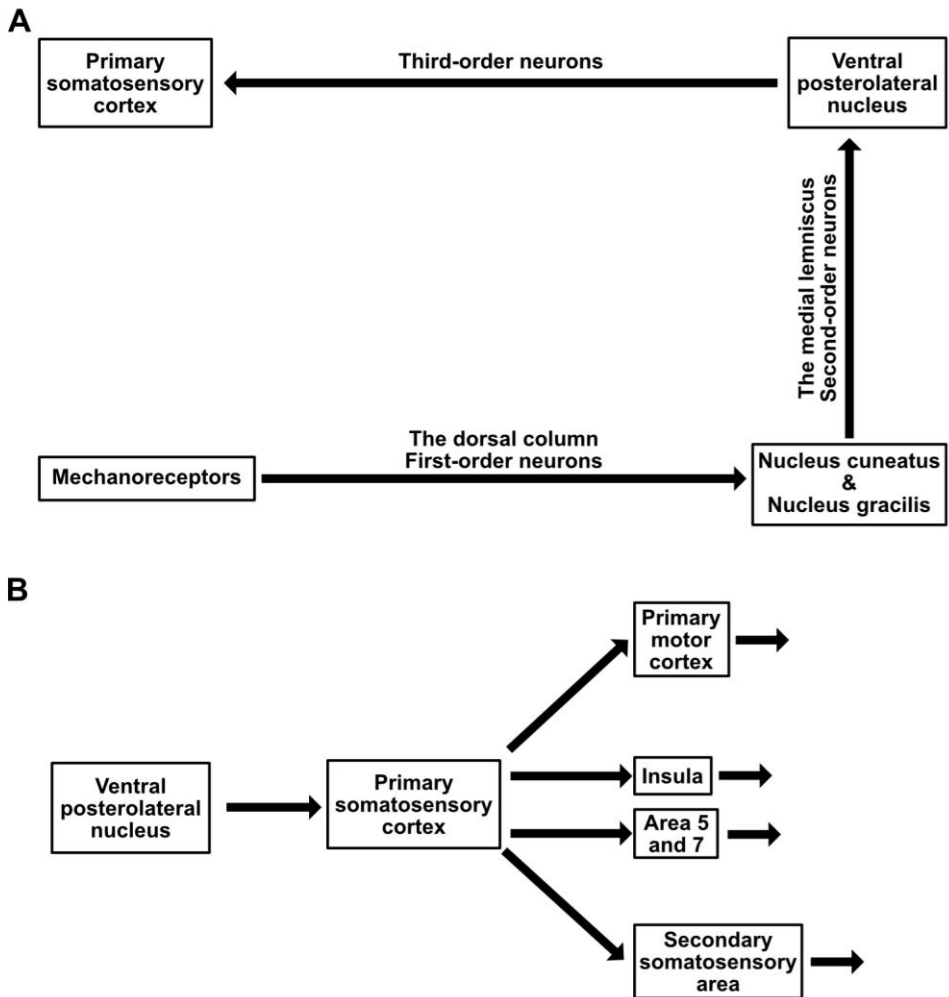 A
Primary
somatosensory
cortex
Third-order neurons
Ventral
posterolateral
nucleus
The medial lemniscus
Second-order neurons
Mechanoreceptors
The dorsal column
First-order neurons
Nucleus cuneatus
&
Nucleus gracilis
B
Ventral
posterolateral
nucleus
Primary
somatosensory
cortex
Primary
motor
cortex
Insula
Area 5
and 7
Secondary
somatosensory
area